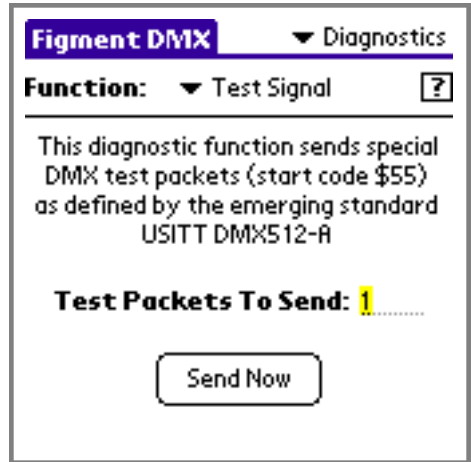 Figment DMX Diagnostics
Function: Test Signal ?
This diagnostic function sends special
DMX test packets (start code $55)
as defined by the emerging standard
USITT DMX512-A
Test Packets To Send: 1
Send Now